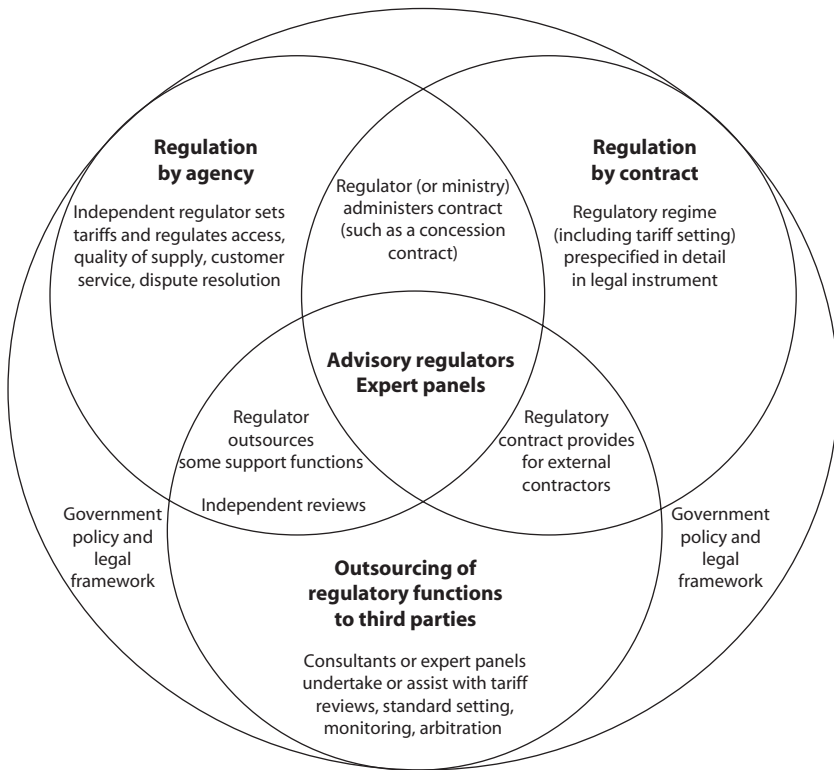 Regulation
by agency
Independent regulator sets
tariffs and regulates access,
quality of supply, customer
service, dispute resolution
Regulator (or ministry)
administers contract
(such as a concession
contract)
Regulation
by contract
Regulatory regime
(including tariff setting)
prespecified in detail
in legal instrument
Advisory regulators
Expert panels
Regulator
outsources
some support functions
Independent reviews
Regulatory
contract provides
for external
contractors
Government
policy and
legal
framework
Government
policy and
legal
framework
Outsourcing of
regulatory functions
to third parties
Consultants or expert panels
undertake or assist with tariff
reviews, standard setting,
monitoring, arbitration